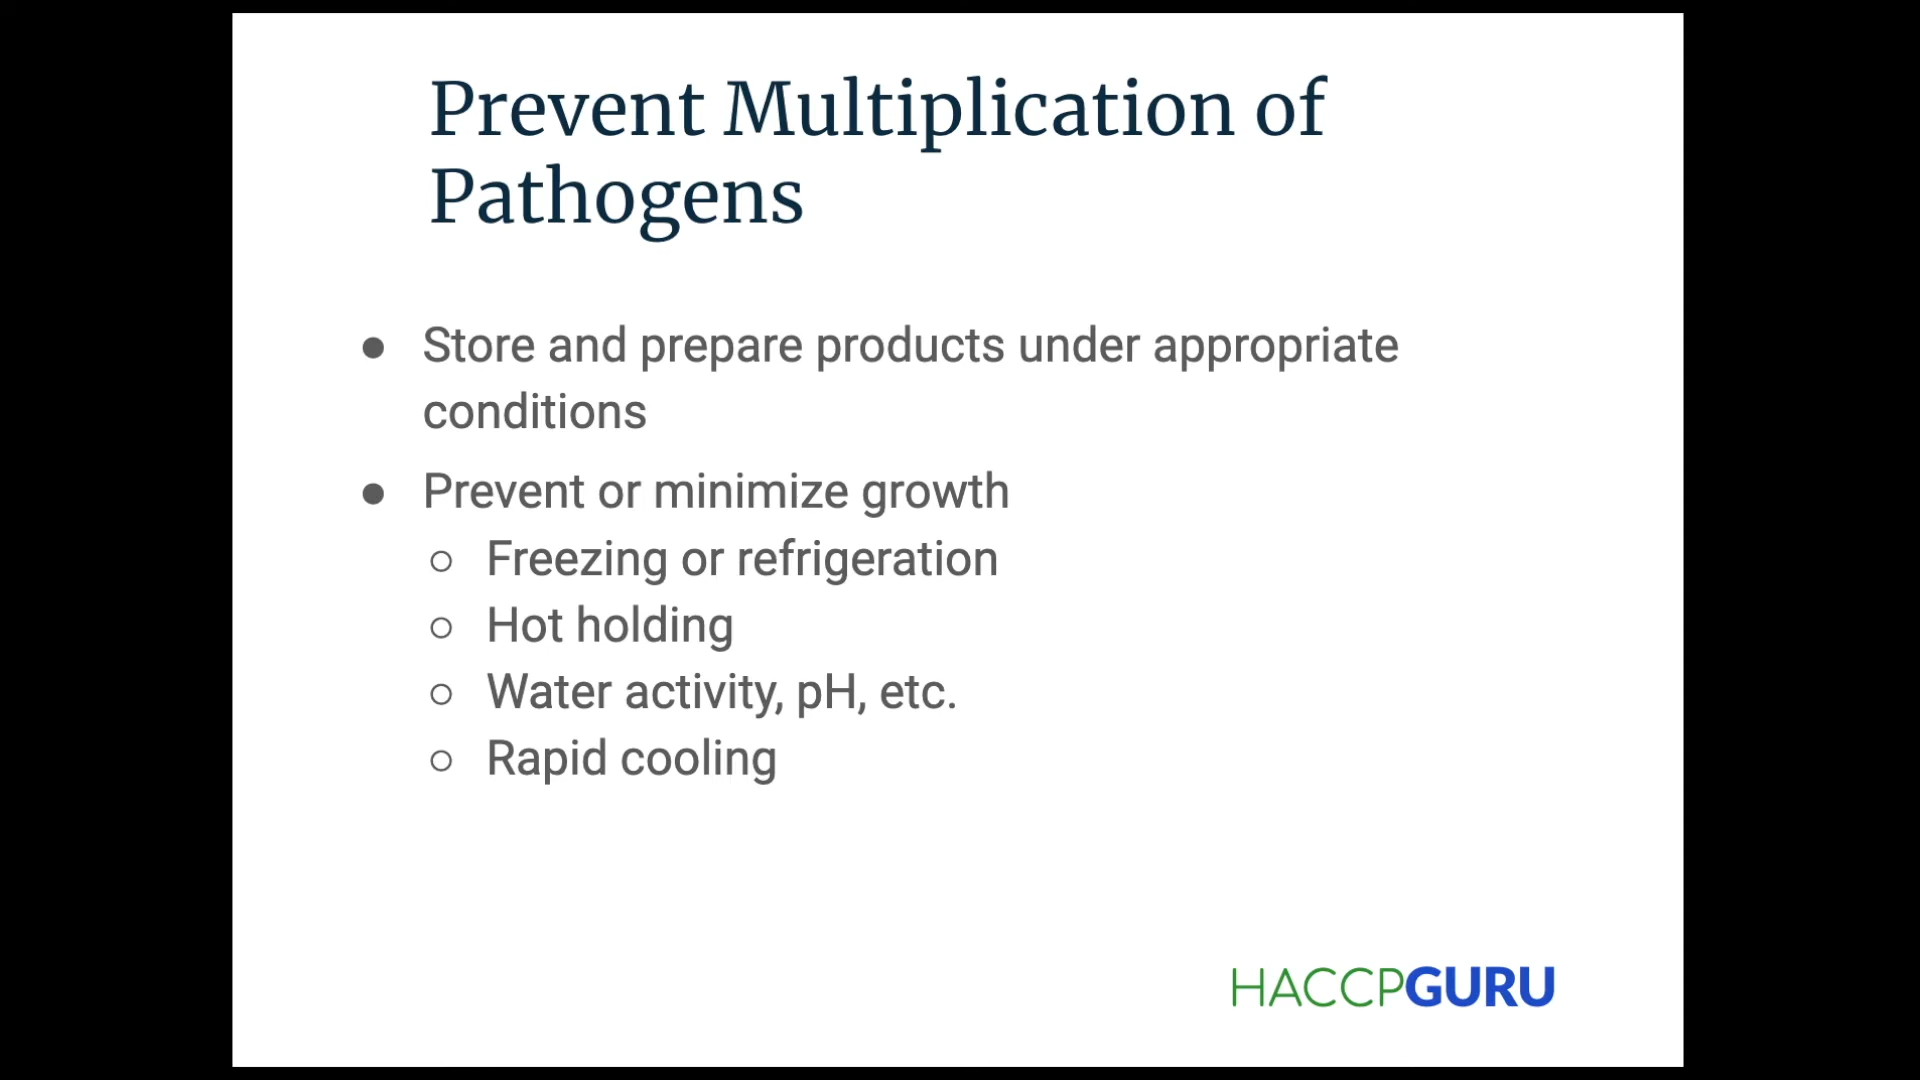 Prevent Multiplication of
Pathogens
● Store and prepare products under appropriate
conditions
● Prevent or minimize growth
○ Freezing or refrigeration
○ Hot holding
○ Water activity, pH, etc.
○ Rapid cooling
HACCPGURU